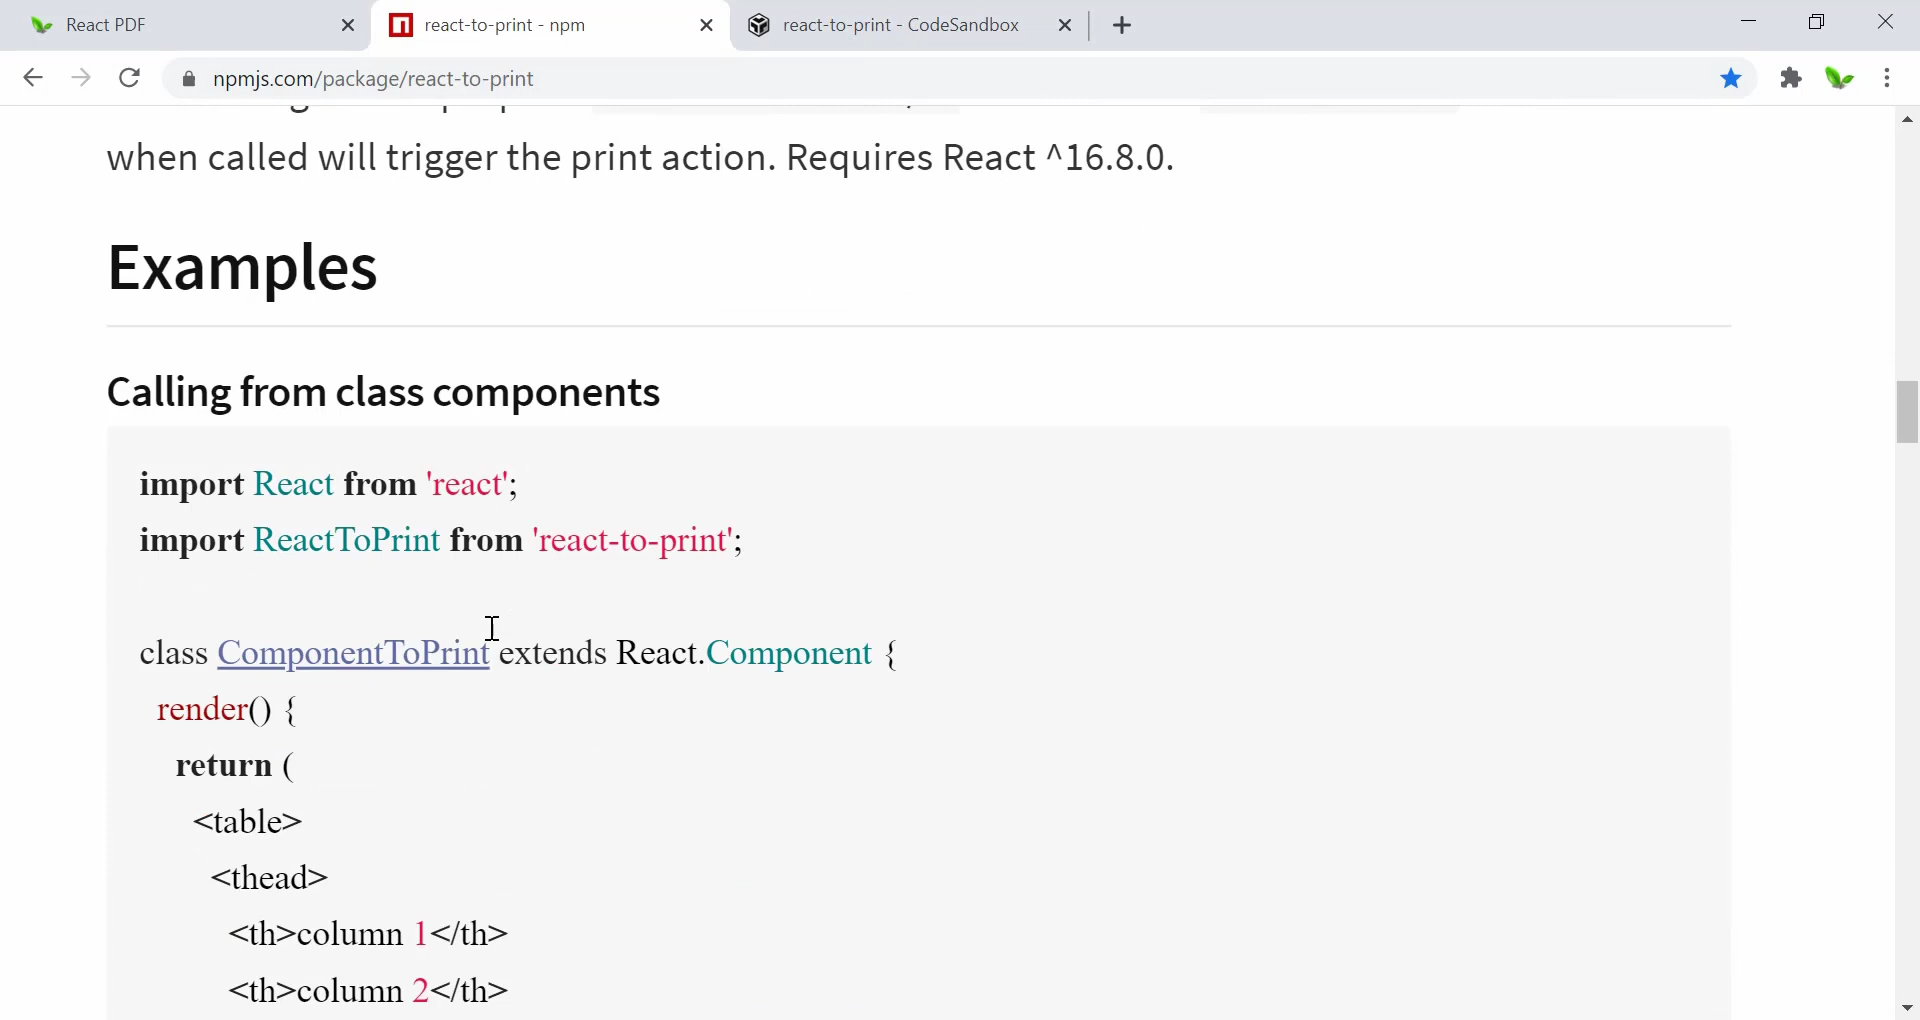 React PDF
react-to-print - npm
react-to-print - CodeSandbox
npmjs.com/package/react-to-print
when called will trigger the print action. Requires React ^16.8.0.
Examples
Calling from class components
import React from 'react';
import ReactToPrint from 'react-to-print';
class ComponentToPrint extends React.Component {
render() {
return (
<table>
<thead>
<th>column 1</th>
<th>column 2</th>